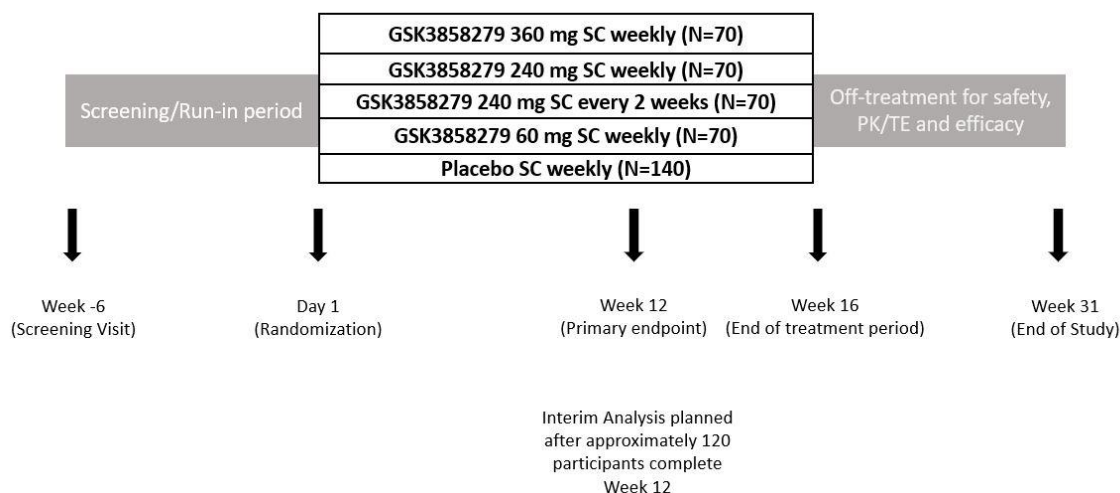 GSK3858279 360 mg SC weekly (N=70)
GSK3858279 240 mg SC weekly (N=70)
GSK3858279 240 mg SC every 2 weeks (N=70)
GSK3858279 60 mg SC weekly (N=70)
Placebo SC weekly (N=140)
Screening/Run-in period
Off-treatment for safety,
PK/TE and efficacy
Week -6
(Screening Visit)
Day 1
(Randomization)
Week 12
(Primary endpoint)
Week 16
(End of treatment period)
Week 31
(End of Study)
Interim Analysis planned
after approximately 120
participants complete
Week 12